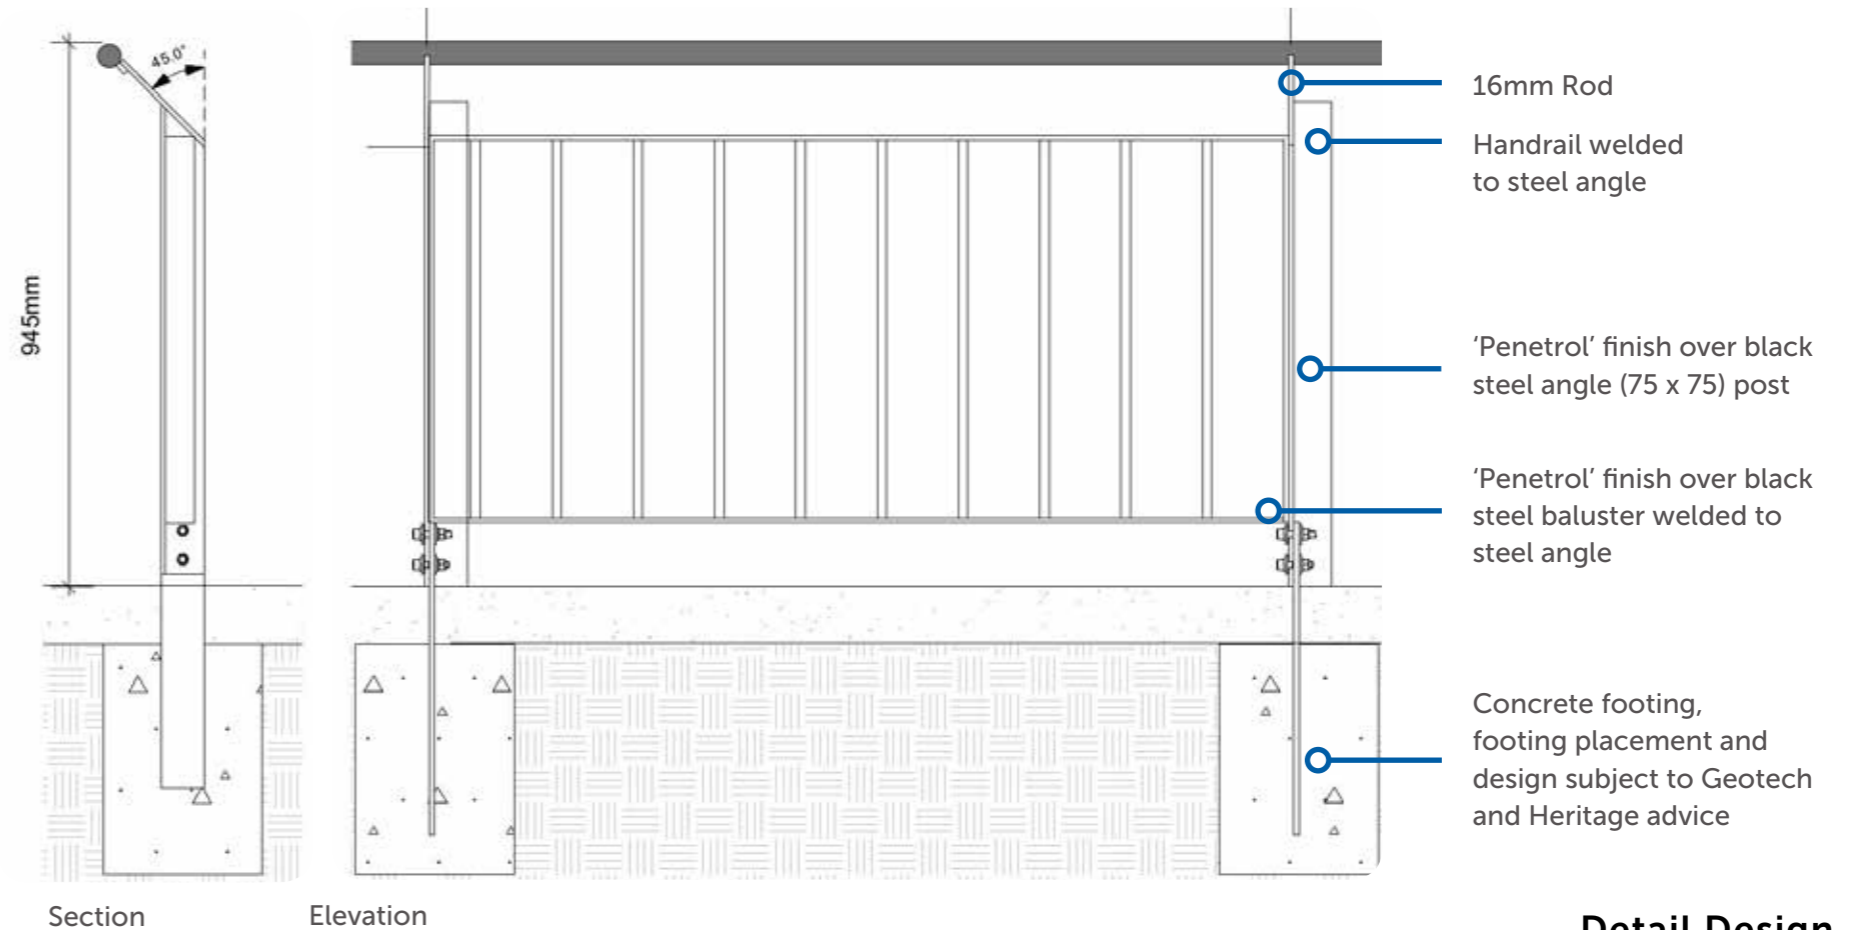 45.0°
945mm
16mm Rod
Handrail welded
to steel angle
‘Penetrol’ finish over black
steel angle (75 x 75) post
‘Penetrol’ finish over black
steel baluster welded to
steel angle
Concrete footing,
footing placement and
design subject to Geotech
and Heritage advice
Section
Elevation
Detail Design